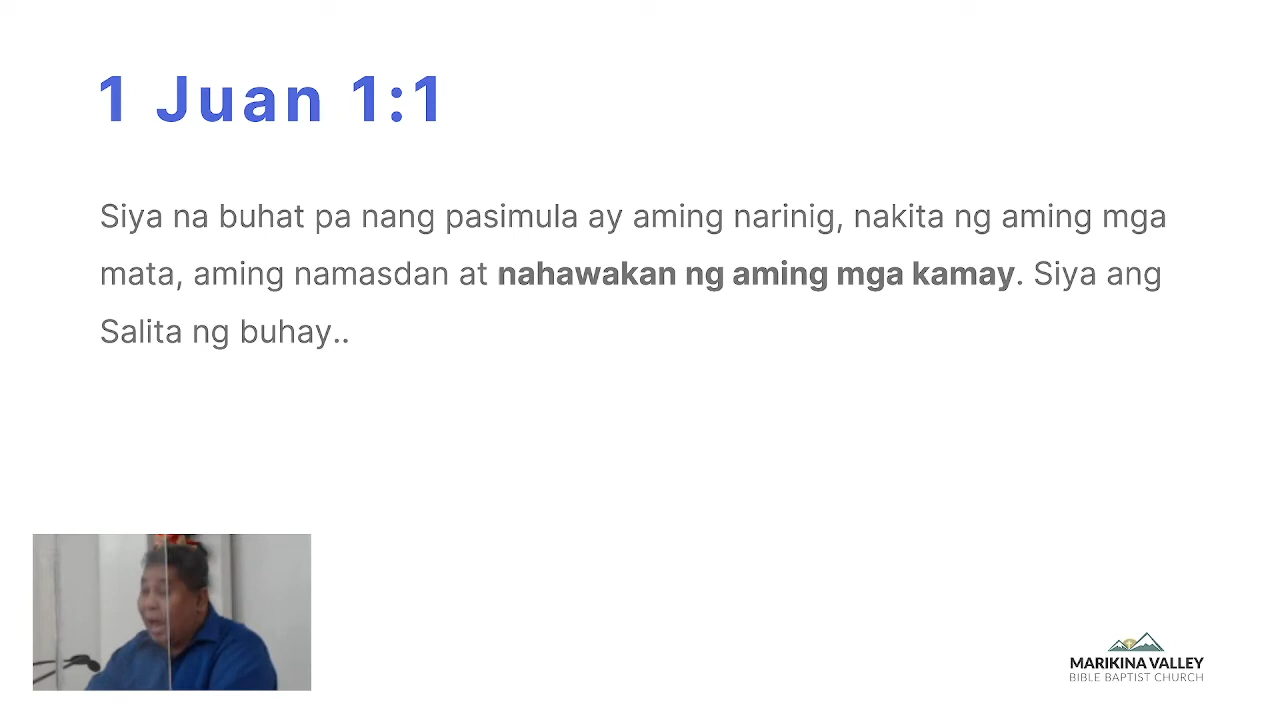 1 Juan 1:1
Siya na buhat pa nang pasimula ay aming narinig, nakita ng aming mga
mata, aming namasdan at nahawakan ng aming mga kamay. Siya ang
Salita ng buhay..
MARIKINA VALLEY
BIBLE BAPTIST CHURCH